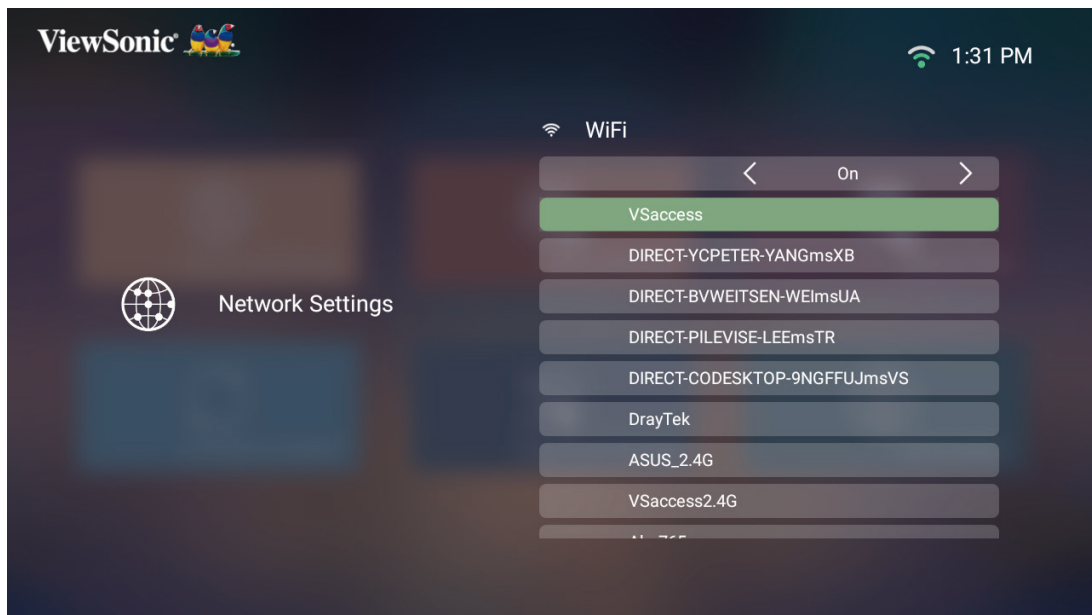 ViewSonic
1:31 PM
WiFi
On
VSaccess
DIRECT-YCPETER-YANGmsXB
DIRECT-BVWEITSEN-WEImsUA
Network Settings
DIRECT-PILEVISE-LEEmsTR
DIRECT-CODESKTOP-9NGFFUJmsVS
DrayTek
ASUS_2.4G
VSaccess2.4G